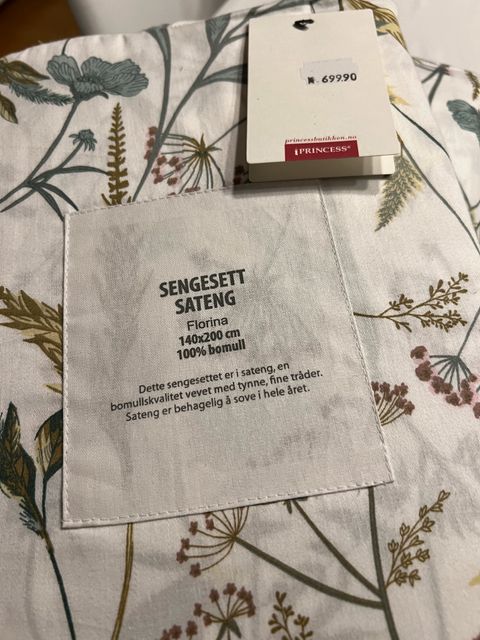 kr. 699.90
princessbutikken.no
PRINCESS®
SENGESETT
SATENG
Florina
140x200 cm
100% bomull
Dette sengesettet er i sateng, en
bomullskvalitet vevet med tynne, fine tråder.
Sateng er behagelig å sove i hele året.